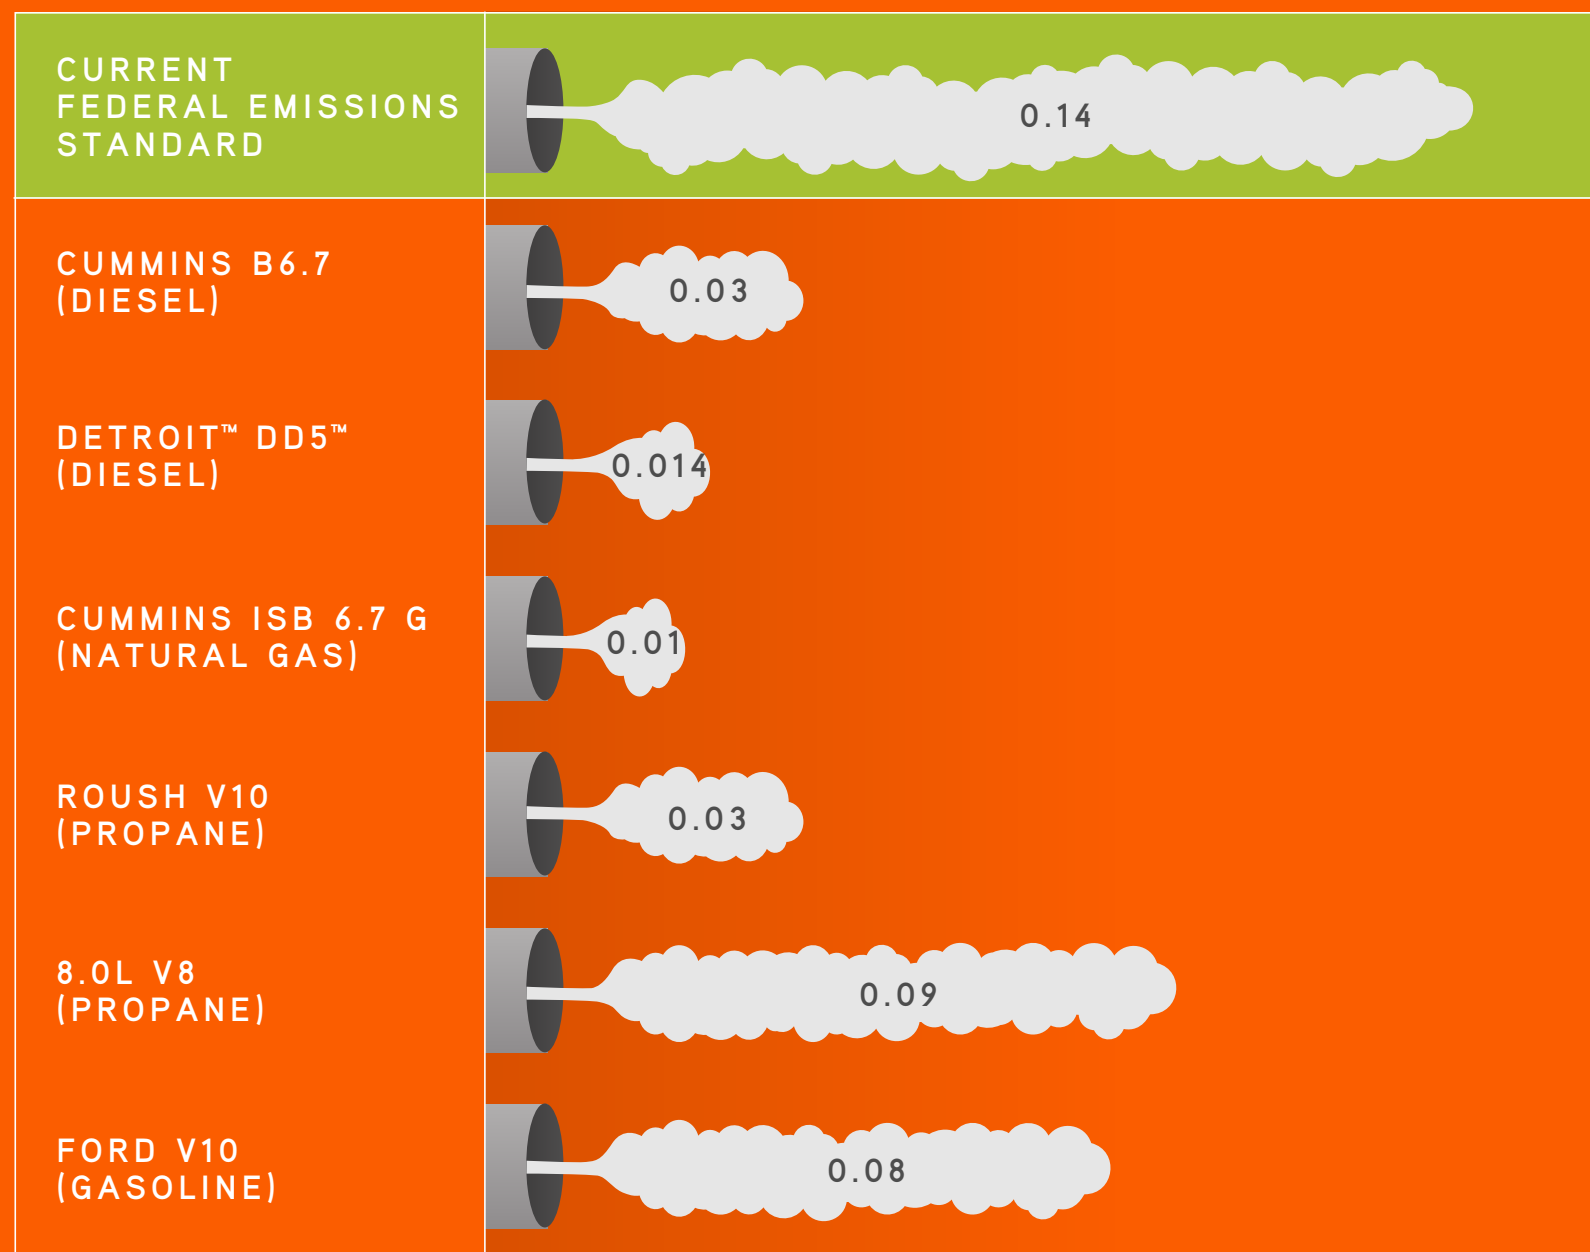 CURRENT
FEDERAL EMISSIONS
STANDARD
0.14
CUMMINS B6.7
(DIESEL)
0.03
DETROIT™ DD5™
(DIESEL)
0.014
CUMMINS ISB 6.7 G
(NATURAL GAS)
0.01
ROUSH V10
(PROPANE)
0.03
8.0L V8
(PROPANE)
0.09
FORD V10
(GASOLINE)
0.08